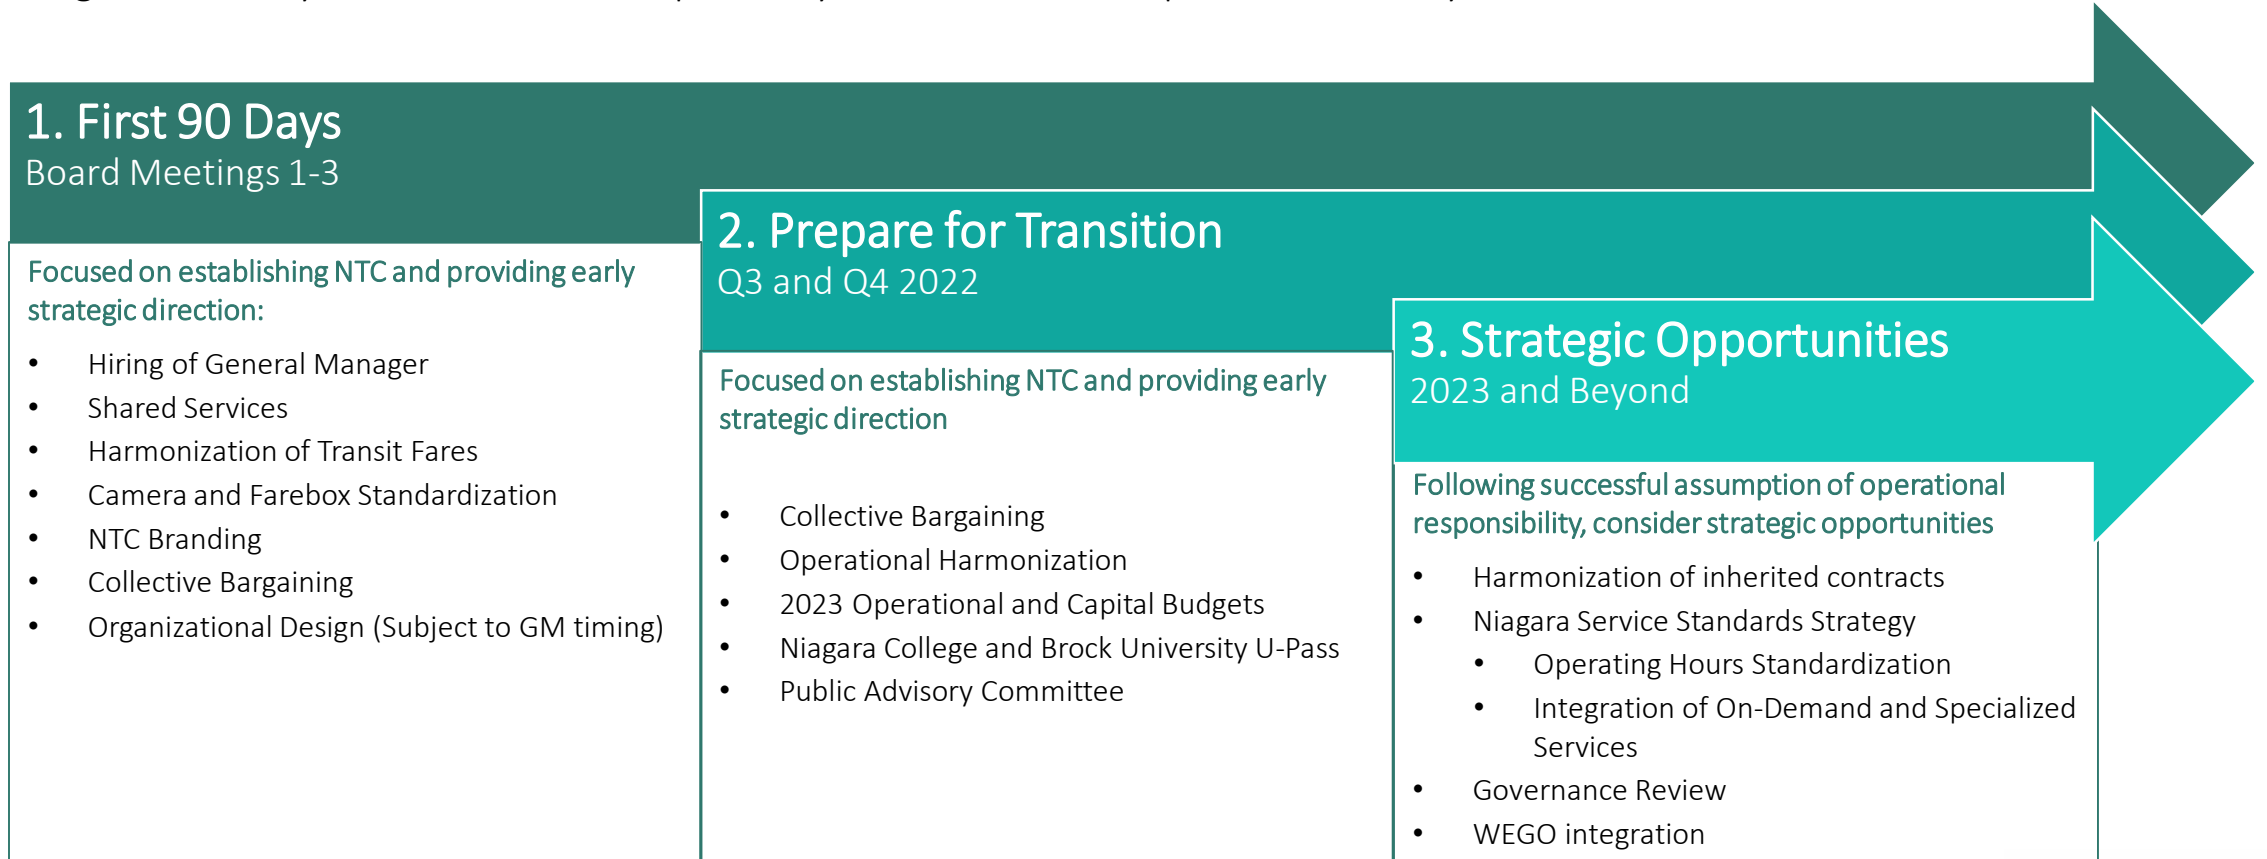 1. First 90 Days
Board Meetings 1-3
Focused on establishing NTC and providing early
strategic direction:
• Hiring of General Manager
• Shared Services
• Harmonization of Transit Fares
• Camera and Farebox Standardization
• NTC Branding
• Collective Bargaining
• Organizational Design (Subject to GM timing)
2. Prepare for Transition
Q3 and Q4 2022
Focused on establishing NTC and providing early
strategic direction
• Collective Bargaining
• Operational Harmonization
• 2023 Operational and Capital Budgets
• Niagara College and Brock University U-Pass
• Public Advisory Committee
3. Strategic Opportunities
2023 and Beyond
Following successful assumption of operational
responsibility, consider strategic opportunities
• Harmonization of inherited contracts
• Niagara Service Standards Strategy
• Operating Hours Standardization
• Integration of On-Demand and Specialized
Services
• Governance Review
• WEGO integration